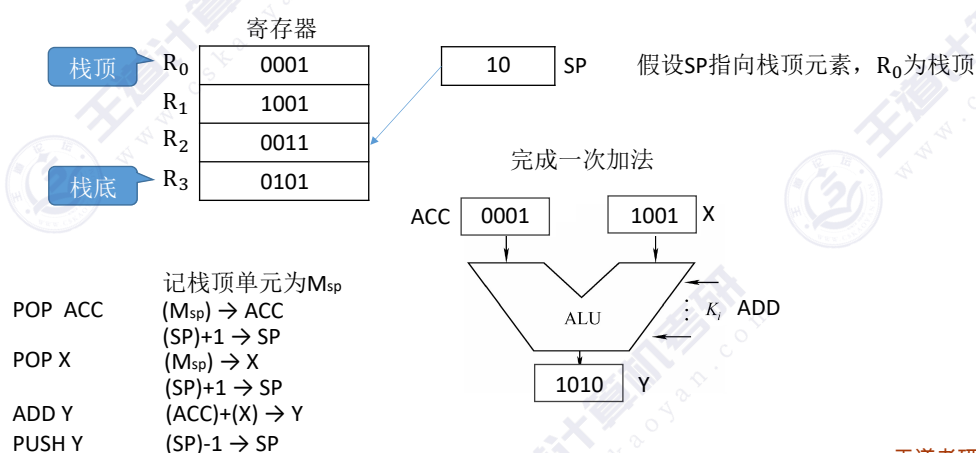 寄存器
栈顶 R₀ 0001
R₁ 1001
R₂ 0011
栈底 R₃ 0101
10 SP
假设SP指向栈顶元素，R₀为栈顶
完成一次加法
ACC 0001 1001 X
ALU Kᵢ ADD
1010 Y
记栈顶单元为Msp
POP ACC (Msp) → ACC
(SP)+1 → SP
POP X (Msp) → X
(SP)+1 → SP
ADD Y (ACC)+(X) → Y
PUSH Y (SP)-1 → SP